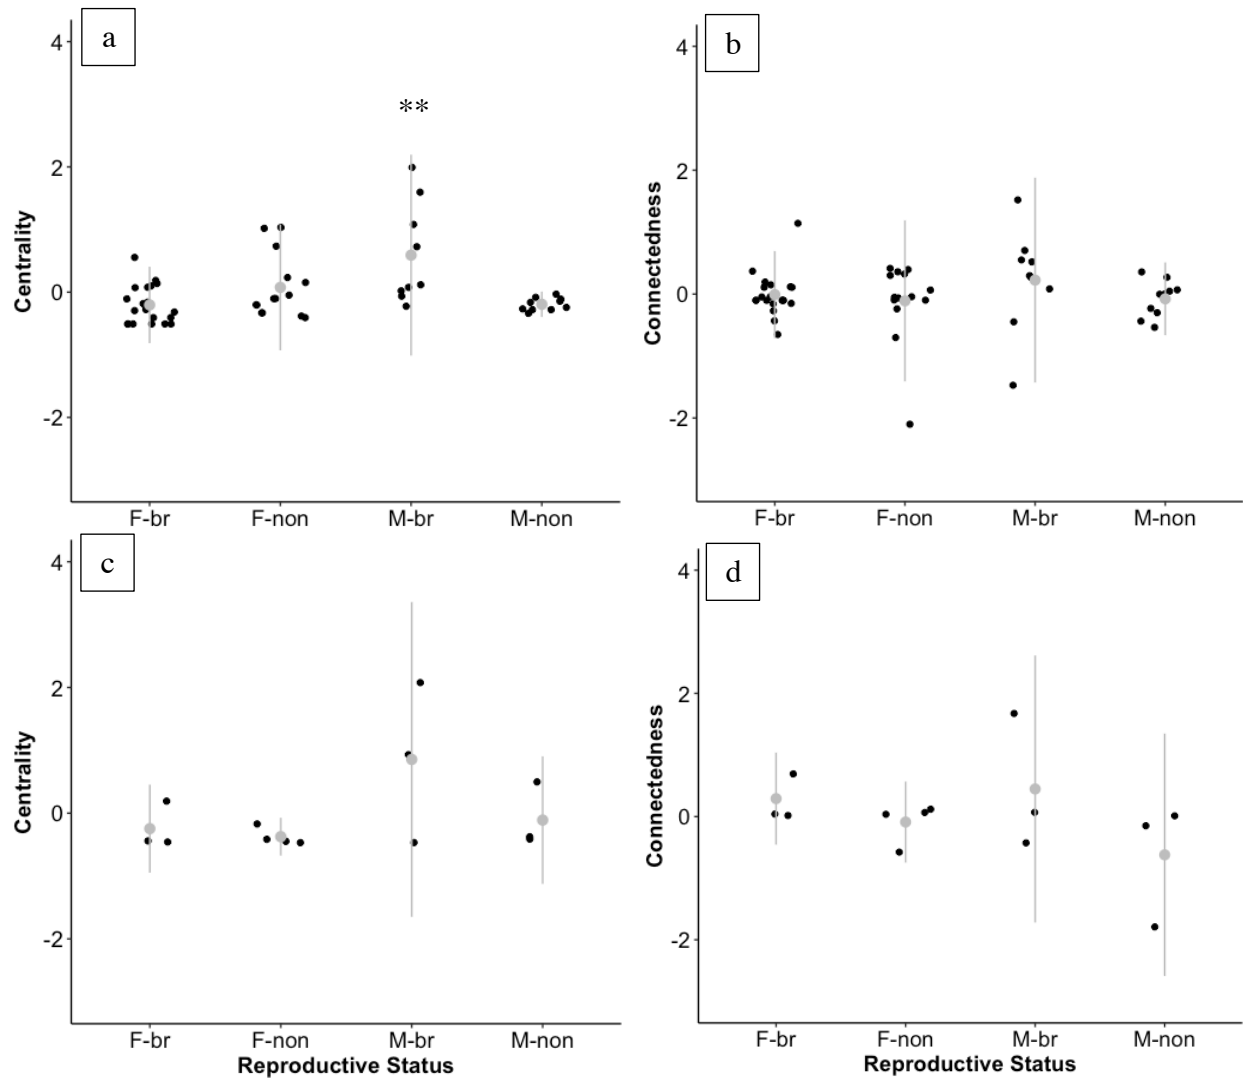 a
4
**
2
0
-2
Centrality
F-br F-non M-br M-non
b
4
2
0
-2
Connectedness
F-br F-non M-br M-non
c
4
2
0
-2
Centrality
F-br F-non M-br M-non
Reproductive Status
d
4
2
0
-2
Connectedness
F-br F-non M-br M-non
Reproductive Status